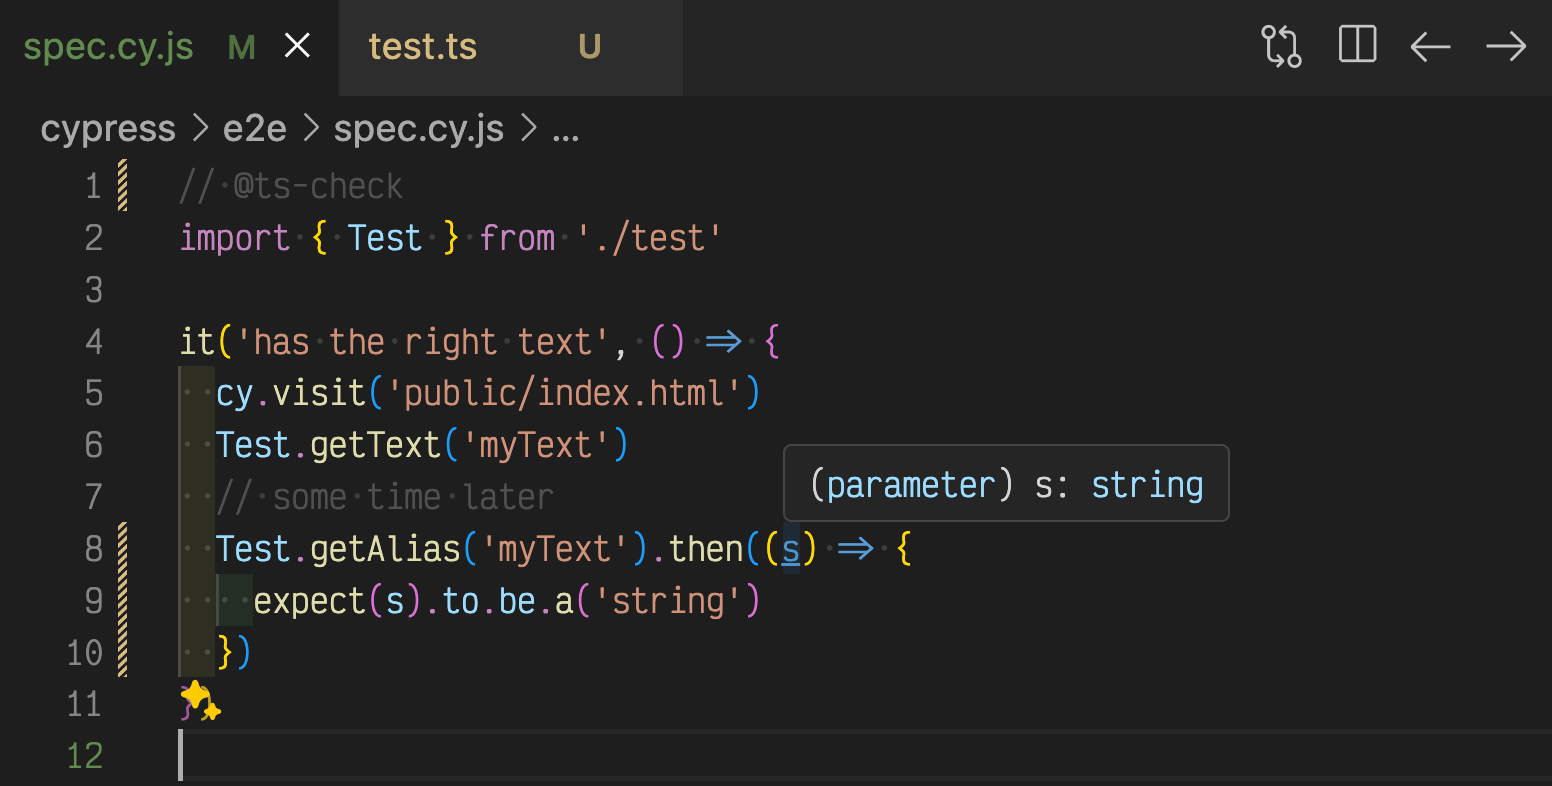 spec.cy.js M
test.ts U
cypress > e2e > spec.cy.js > ...
1 // @ts-check
2 import { Test } from './test'
3
4 it('has the right text', () => {
5   cy.visit('public/index.html')
6   Test.getText('myText')
7   // some time later
(parameter) s: string
8   Test.getAlias('myText').then((s) => {
9     expect(s).to.be.a('string')
10   })
11 })
12